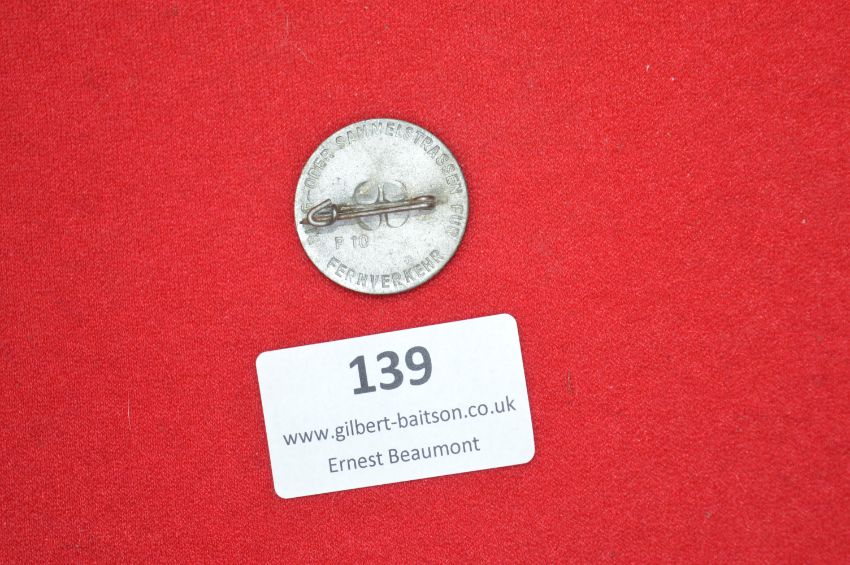 -ODER SAMMELSTRASSEN FÜR
P 10
FERNVERKEHR
139
www.gilbert-baitson.co.uk
Ernest Beaumont